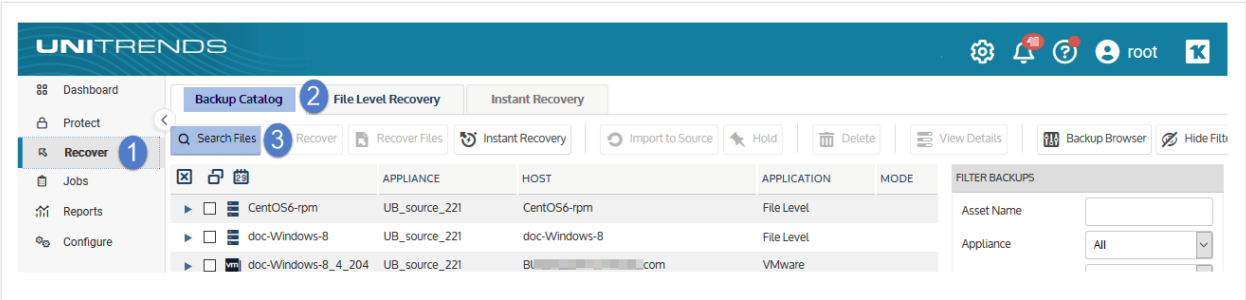 UNITRENDS
root
Dashboard
Protect
Recover 1
Jobs
Reports
Configure
Backup Catalog 2 File Level Recovery Instant Recovery
Search Files 3 Recover Recover Files Instant Recovery Import to Source Hold Delete View Details Backup Browser Hide Filte
29 APPLIANCE HOST APPLICATION MODE
CentOS6-rpm UB_source_221 CentOS6-rpm File Level
doc-Windows-8 UB_source_221 doc-Windows-8 File Level
vm doc-Windows-8_4_204 UB_source_221 com VMware
FILTER BACKUPS
Asset Name
Appliance All